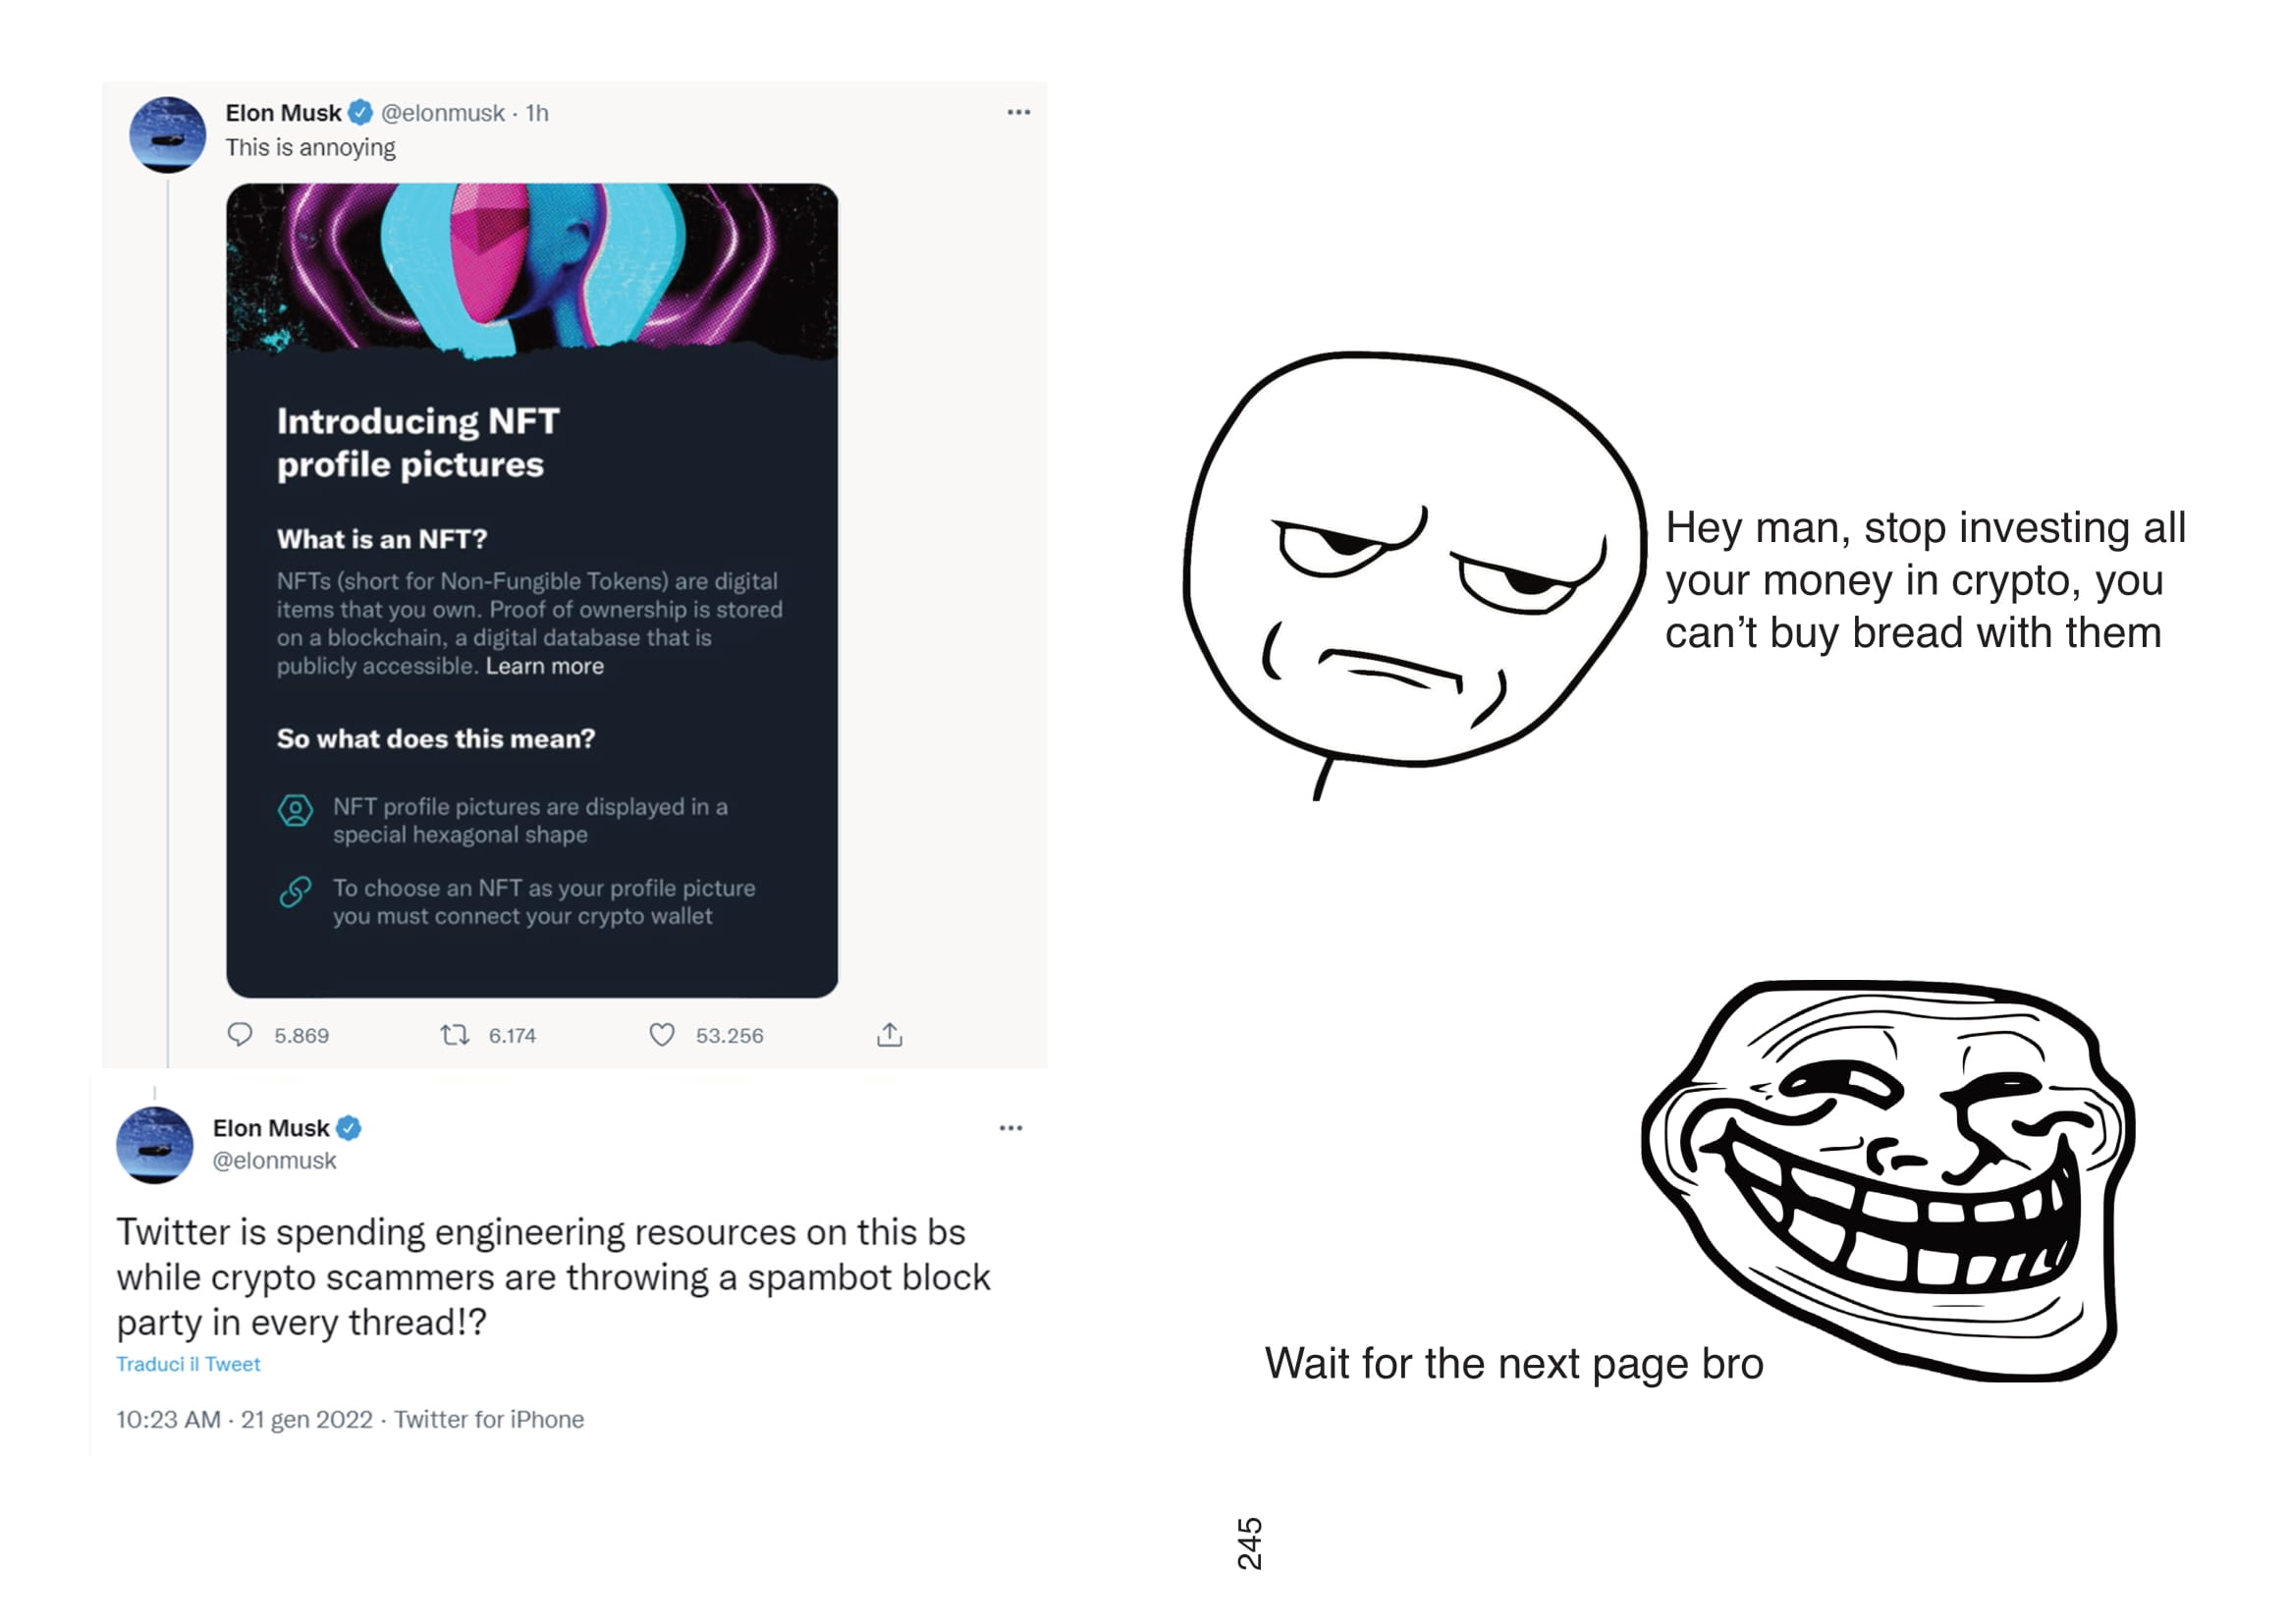 Elon Musk @elonmusk · 1h
This is annoying
Introducing NFT
profile pictures
What is an NFT?
NFTs (short for Non-Fungible Tokens) are digital
items that you own. Proof of ownership is stored
on a blockchain, a digital database that is
publicly accessible. Learn more
So what does this mean?
NFT profile pictures are displayed in a
special hexagonal shape
To choose an NFT as your profile picture
you must connect your crypto wallet
5.869 6.174 53.256
Elon Musk
@elonmusk
Twitter is spending engineering resources on this bs
while crypto scammers are throwing a spambot block
party in every thread!?
Traduci il Tweet
10:23 AM · 21 gen 2022 · Twitter for iPhone
Hey man, stop investing all
your money in crypto, you
can’t buy bread with them
Wait for the next page bro
245